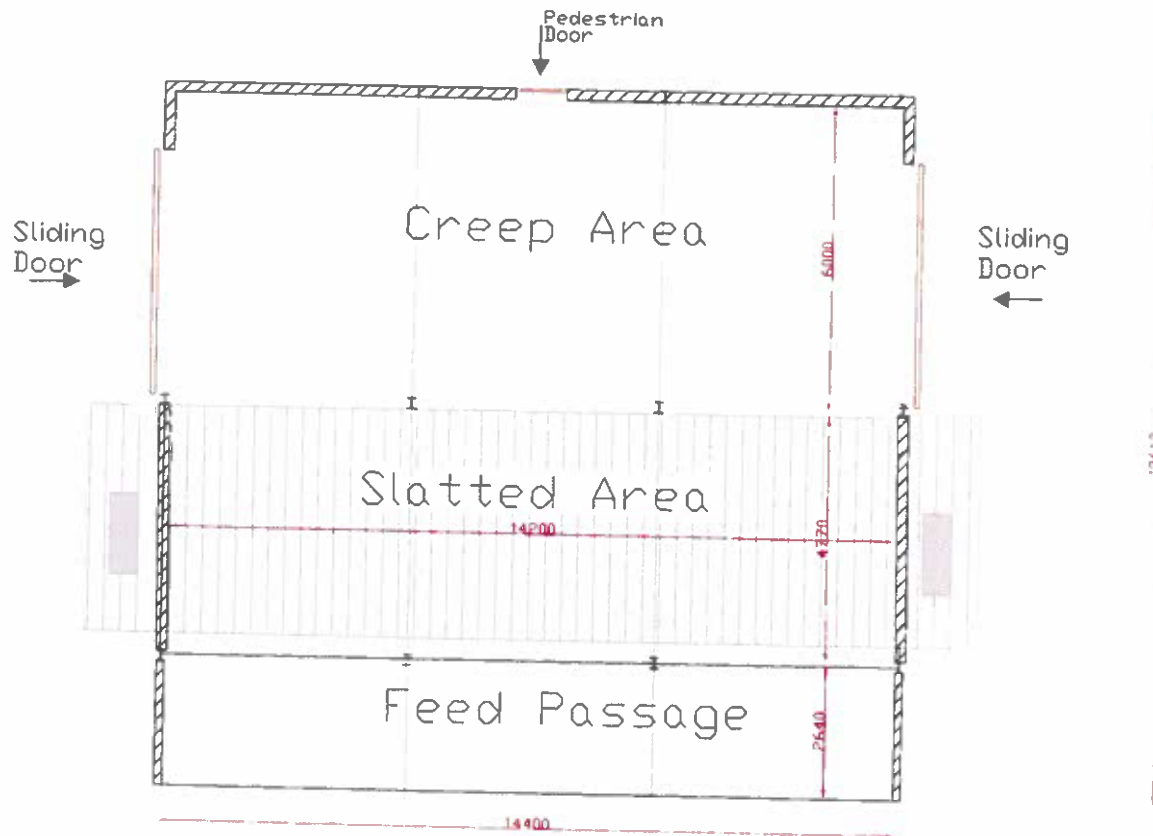 Pedestrian
Door
Creep Area
Sliding
Door
Sliding
Door
6000
Slatted Area
14200
Feed Passage
2640
14400